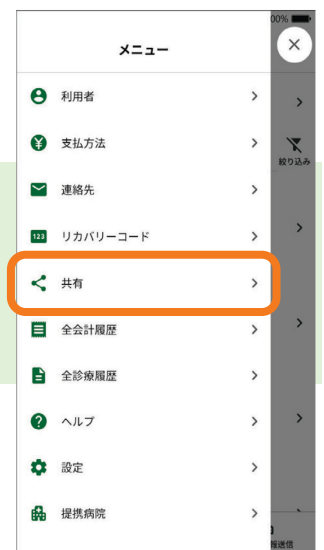 00%
メニュー
利用者
支払方法
絞り込み
連絡先
123
リカバリーコード
共有
全会計履歴
全診療履歴
ヘルプ
設定
提携病院
報送信